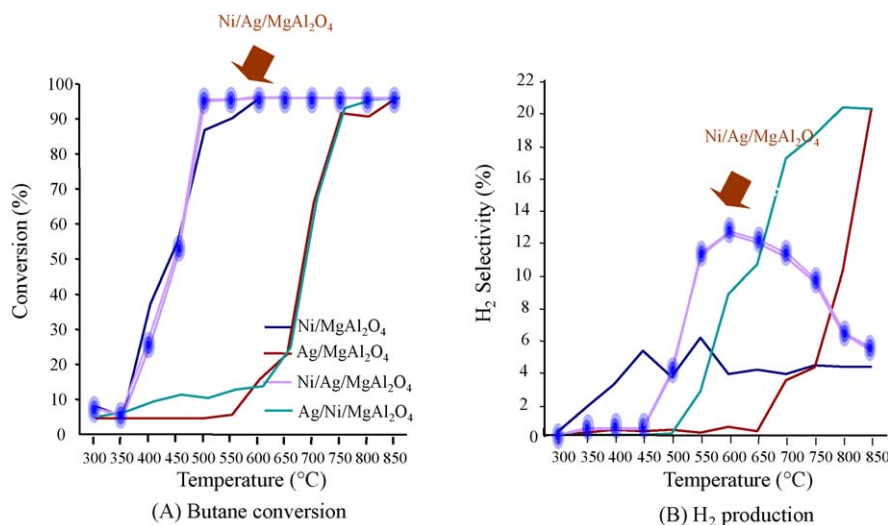 Ni/Ag/MgAl₂O₄
Conversion (%)
100
90
80
70
60
50
40
30
20
10
0
Ni/MgAl₂O₄
Ag/MgAl₂O₄
Ni/Ag/MgAl₂O₄
Ag/Ni/MgAl₂O₄
300 350 400 450 500 550 600 650 700 750 800 850
Temperature (°C)
(A) Butane conversion
Ni/Ag/MgAl₂O₄
H₂ Selectivity (%)
22
20
18
16
14
12
10
8
6
4
2
0
300 350 400 450 500 550 600 650 700 750 800 850
Temperature (°C)
(B) H₂ production